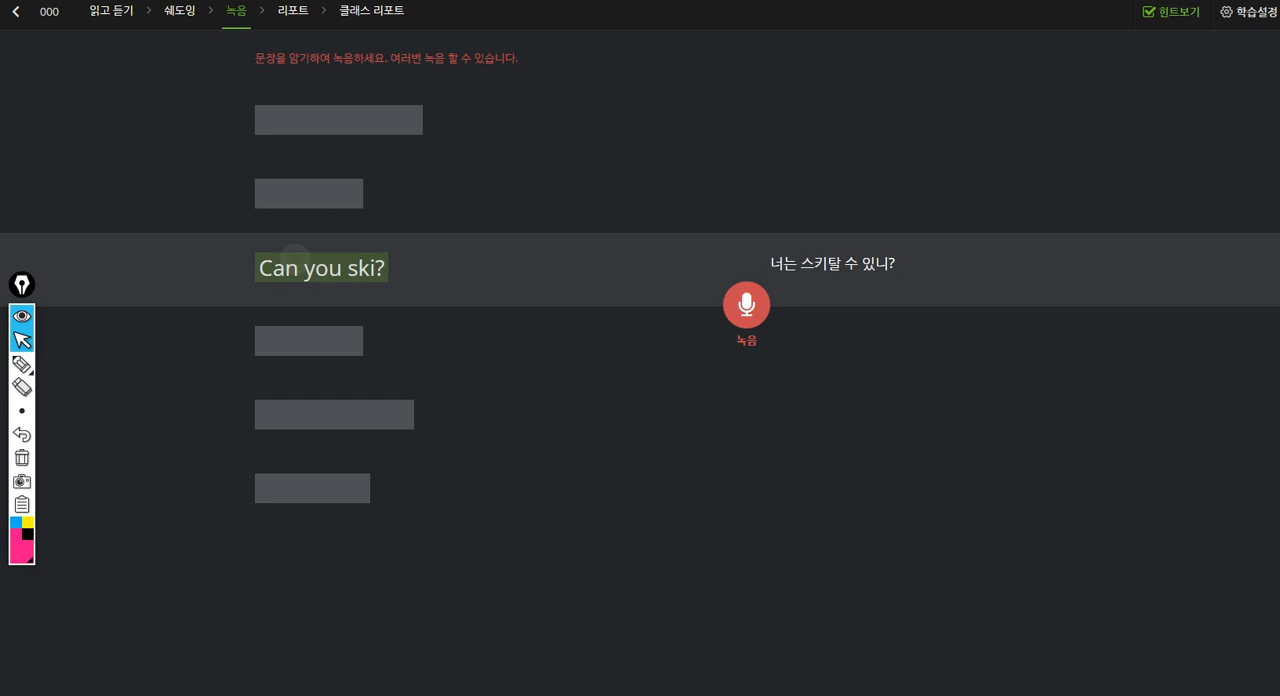 000 읽고 듣기 > 쉐도잉 > 녹음 > 리포트 > 클래스 리포트 힌트보기 학습설정
문장을 암기하여 녹음하세요. 여러번 녹음 할 수 있습니다.
Can you ski? 너는 스키탈 수 있니?
녹음